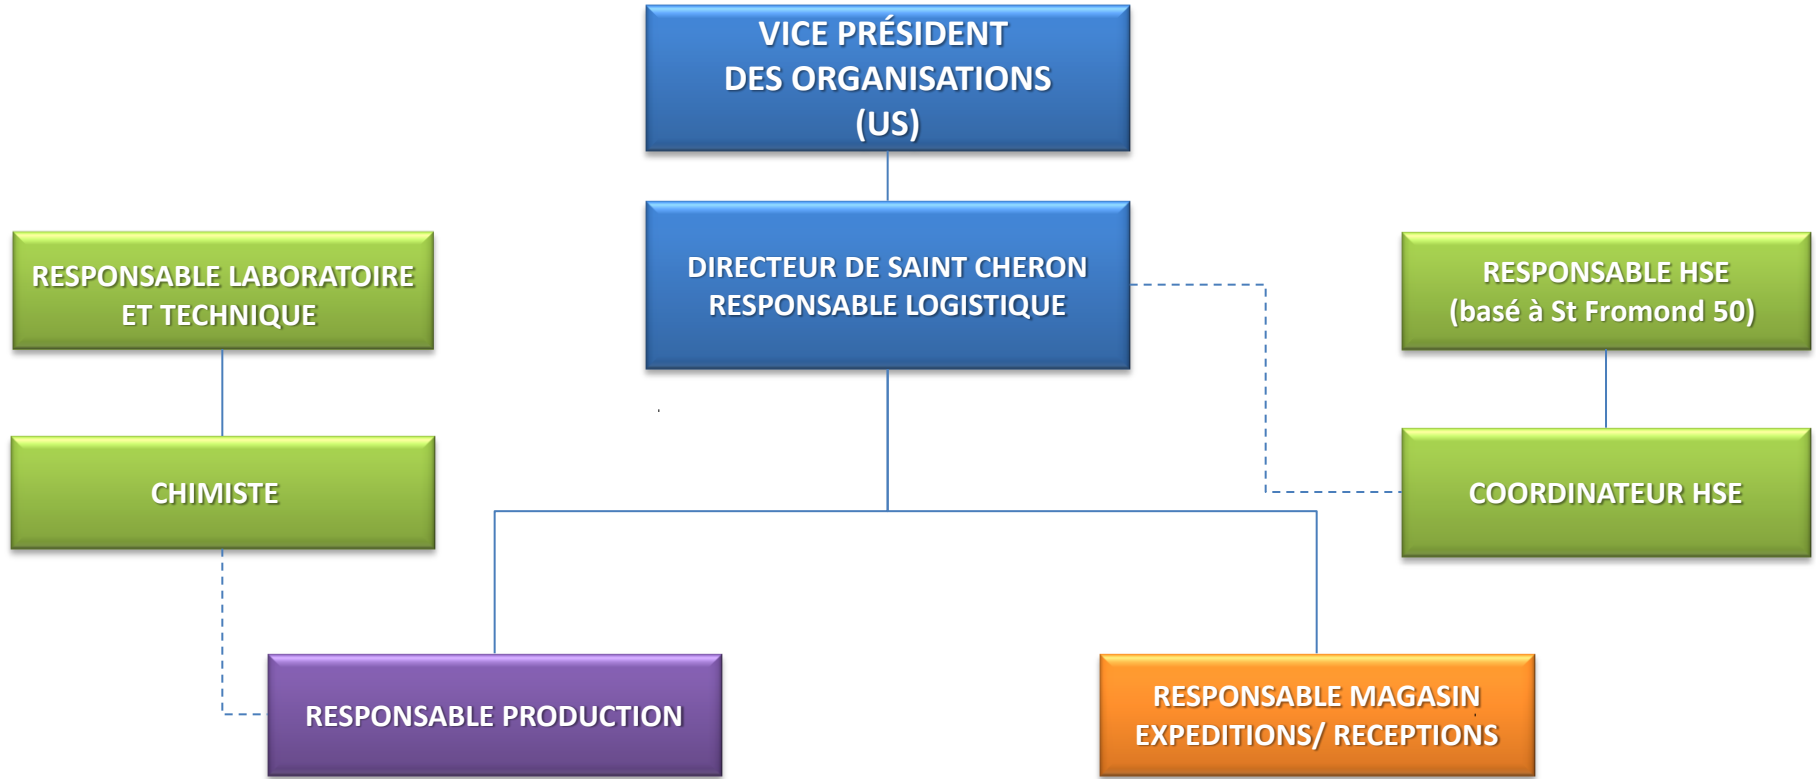 VICE PRÉSIDENT
DES ORGANISATIONS
(US)
DIRECTEUR DE SAINT CHERON
RESPONSABLE LOGISTIQUE
RESPONSABLE LABORATOIRE
ET TECHNIQUE
RESPONSABLE HSE
(basé à St Fromond 50)
CHIMISTE
COORDINATEUR HSE
RESPONSABLE PRODUCTION
RESPONSABLE MAGASIN
EXPEDITIONS/ RECEPTIONS